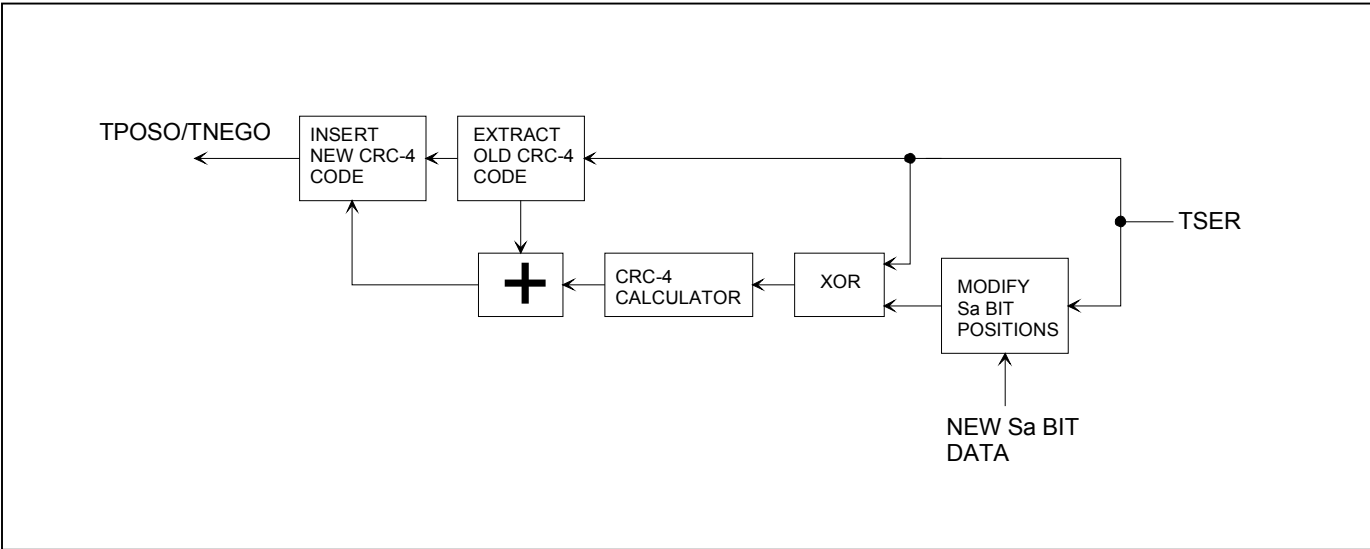 TPOSO/TNEGO
INSERT
NEW CRC-4
CODE
EXTRACT
OLD CRC-4
CODE
TSER
+
CRC-4
CALCULATOR
XOR
MODIFY
Sa BIT
POSITIONS
NEW Sa BIT
DATA